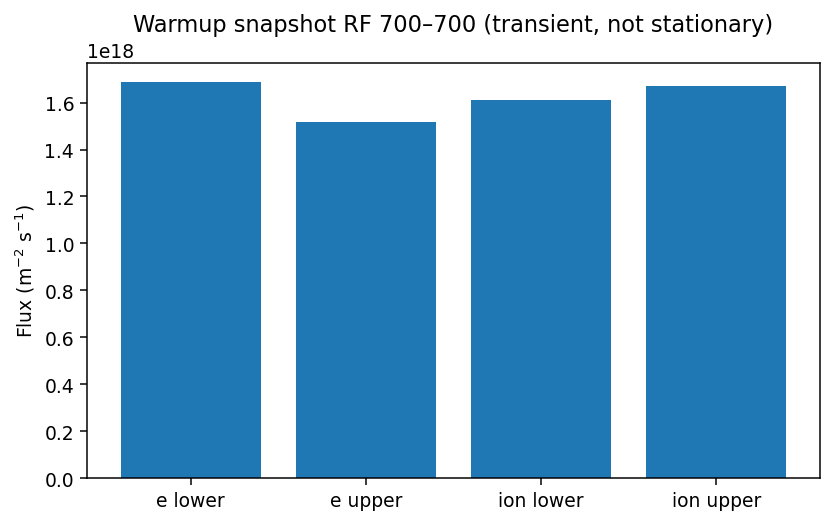 Warmup snapshot RF 700–700 (transient, not stationary)
1e18
1.6
1.4
1.2
1.0
0.8
0.6
0.4
0.2
0.0
Flux (m⁻² s⁻¹)
e lower
e upper
ion lower
ion upper